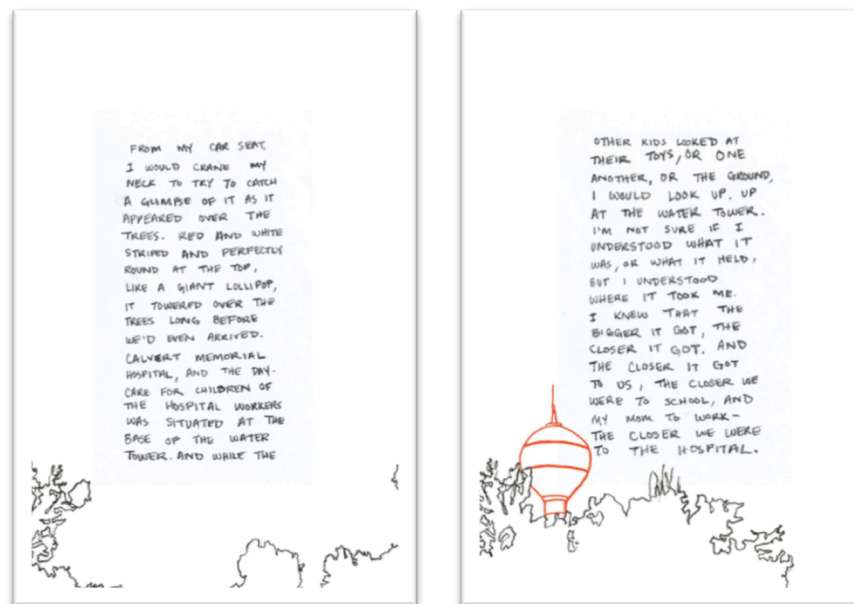 FROM MY CAR SEAT,
I WOULD CRANE MY
NECK TO TRY TO CATCH
A GLIMPSE OF IT AS IT
APPEARED OVER THE
TREES. RED AND WHITE
STRIPED AND PERFECTLY
ROUND AT THE TOP,
LIKE A GIANT LOLLIPOP,
IT TOWERED OVER THE
TREES LONG BEFORE
WE'D EVEN ARRIVED.
CALVERT MEMORIAL
HOSPITAL, AND THE DAY-
CARE FOR CHILDREN OF
THE HOSPITAL WORKERS
WAS SITUATED AT THE
BASE OF THE WATER
TOWER. AND WHILE THE
OTHER KIDS LOOKED AT
THEIR TOYS, OR ONE
ANOTHER, OR THE GROUND,
I WOULD LOOK UP. UP
AT THE WATER TOWER.
I'M NOT SURE IF I
UNDERSTOOD WHAT IT
WAS, OR WHAT IT HELD,
BUT I UNDERSTOOD
WHERE IT TOOK ME.
I KNEW THAT THE
BIGGER IT GOT, THE
CLOSER IT GOT. AND
THE CLOSER IT GOT
TO US, THE CLOSER WE
WERE TO SCHOOL, AND
MY MOM TO WORK—
THE CLOSER WE WERE
TO THE HOSPITAL.